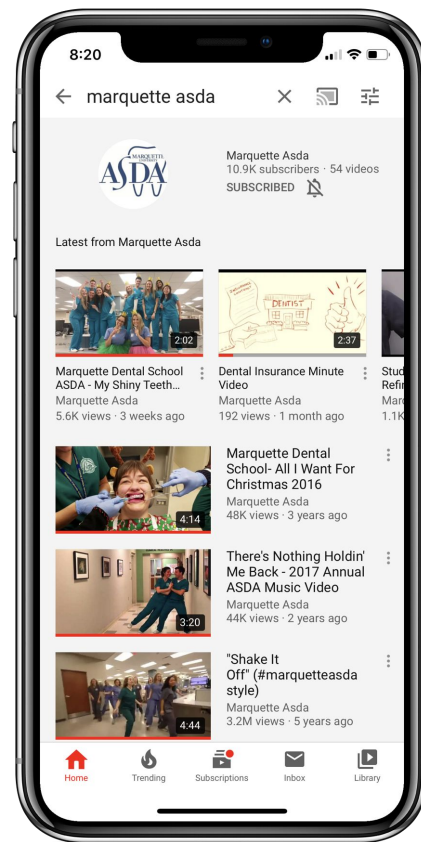 8:20
marquette asda
MARQUETTE
UNIVERSITY
ASDA
Marquette Asda
10.9K subscribers · 54 videos
SUBSCRIBED
Latest from Marquette Asda
2:02
DENTIST
2:37
Marquette Dental School
ASDA - My Shiny Teeth...
Marquette Asda
5.6K views · 3 weeks ago
Dental Insurance Minute
Video
Marquette Asda
192 views · 1 month ago
Stud
Refi
Marq
1.1K
4:14
Marquette Dental
School- All I Want For
Christmas 2016
Marquette Asda
48K views · 3 years ago
3:20
There's Nothing Holdin'
Me Back - 2017 Annual
ASDA Music Video
Marquette Asda
44K views · 2 years ago
4:44
"Shake It
Off" (#marquetteasda
style)
Marquette Asda
3.2M views · 5 years ago
Home
Trending
Subscriptions
Inbox
Library